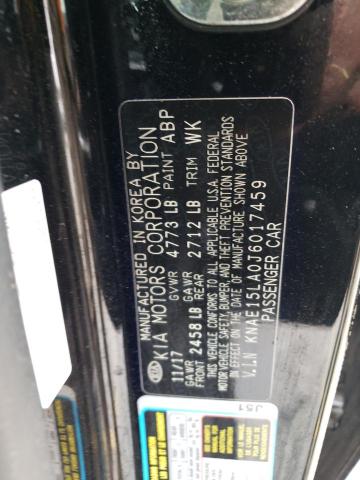 MANUFACTURED IN KOREA BY
KIA MOTORS CORPORATION
11/17 GVWR 4773 LB PAINT ABP
GAWR FRONT 2458 LB GAWR REAR 2712 LB TRIM WK
THIS VEHICLE CONFORMS TO ALL APPLICABLE U.S.A. FEDERAL
MOTOR VEHICLE SAFETY, BUMPER, AND THEFT PREVENTION STANDARDS
IN EFFECT ON THE DATE OF MANUFACTURE SHOWN ABOVE
V.I.N KNAE15LA0J6017459
PASSENGER CAR
J51